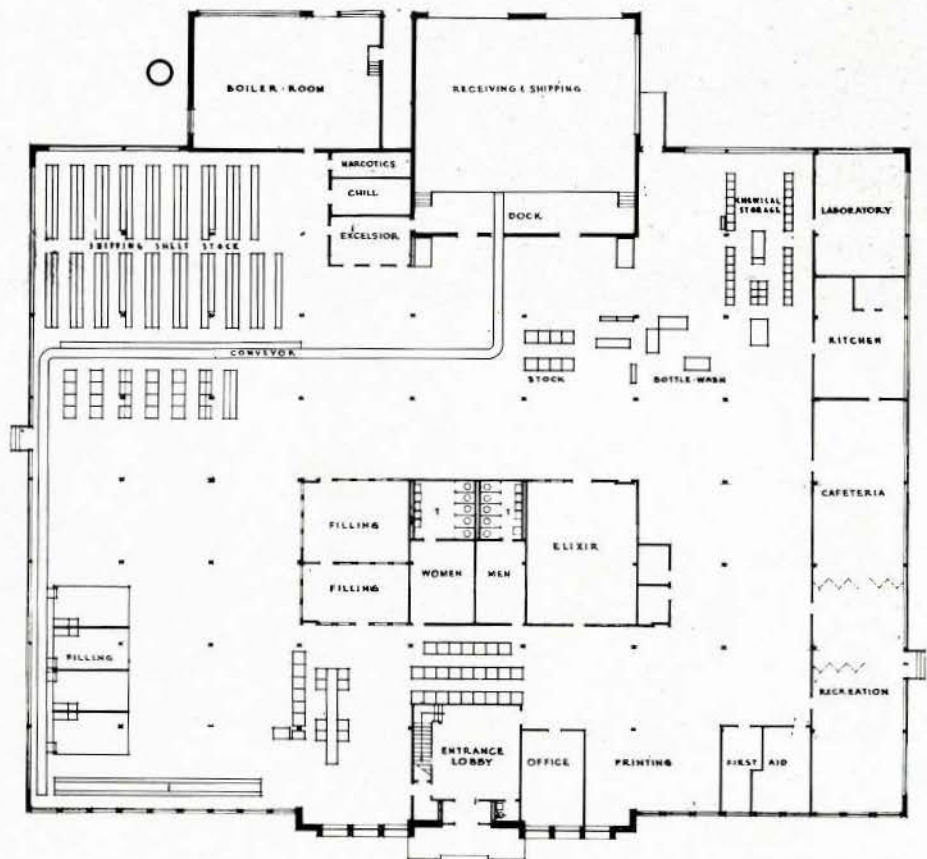 BOILER · ROOM
RECEIVING & SHIPPING
NARCOTICS
CHILL
EXCELSIOR
DOCK
CHEMICAL
STORAGE
LABORATORY
SHIPPING SHELF STOCK
CONVEYOR
KITCHEN
STOCK
BOTTLE-WASH
CAFETERIA
FILLING
T
T
ELIXIR
WOMEN
MEN
FILLING
FILLING
RECREATION
ENTRANCE
LOBBY
OFFICE
PRINTING
FIRST AID